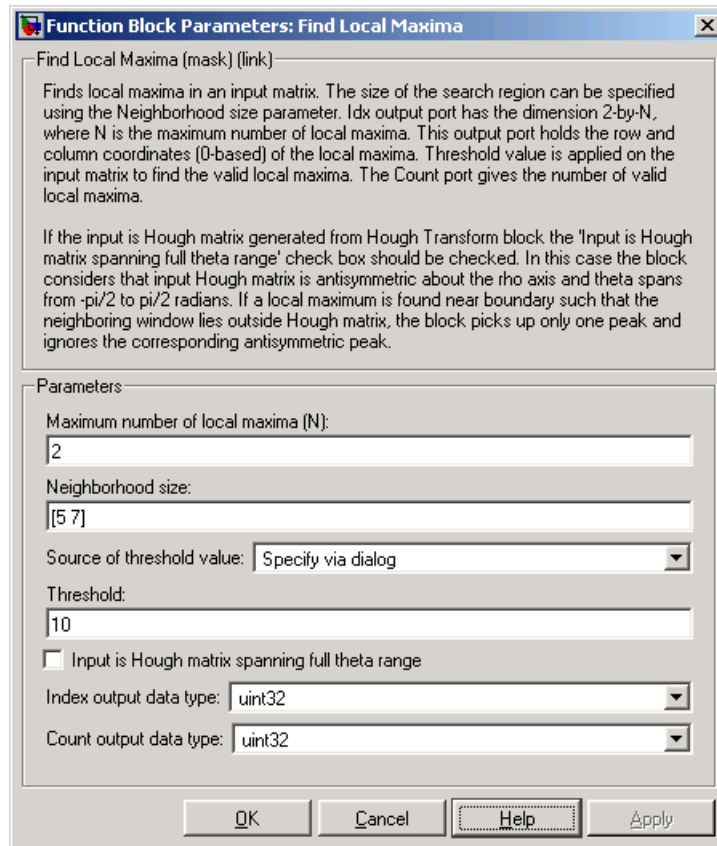 Function Block Parameters: Find Local Maxima
Find Local Maxima (mask) (link)
Finds local maxima in an input matrix. The size of the search region can be specified
using the Neighborhood size parameter. Idx output port has the dimension 2-by-N,
where N is the maximum number of local maxima. This output port holds the row and
column coordinates (0-based) of the local maxima. Threshold value is applied on the
input matrix to find the valid local maxima. The Count port gives the number of valid
local maxima.
If the input is Hough matrix generated from Hough Transform block the 'Input is Hough
matrix spanning full theta range' check box should be checked. In this case the block
considers that input Hough matrix is antisymmetric about the rho axis and theta spans
from -pi/2 to pi/2 radians. If a local maximum is found near boundary such that the
neighboring window lies outside Hough matrix, the block picks up only one peak and
ignores the corresponding antisymmetric peak.
Parameters
Maximum number of local maxima (N):
2
Neighborhood size:
[5 7]
Source of threshold value: Specify via dialog
Threshold:
10
Input is Hough matrix spanning full theta range
Index output data type: uint32
Count output data type: uint32
OK Cancel Help Apply